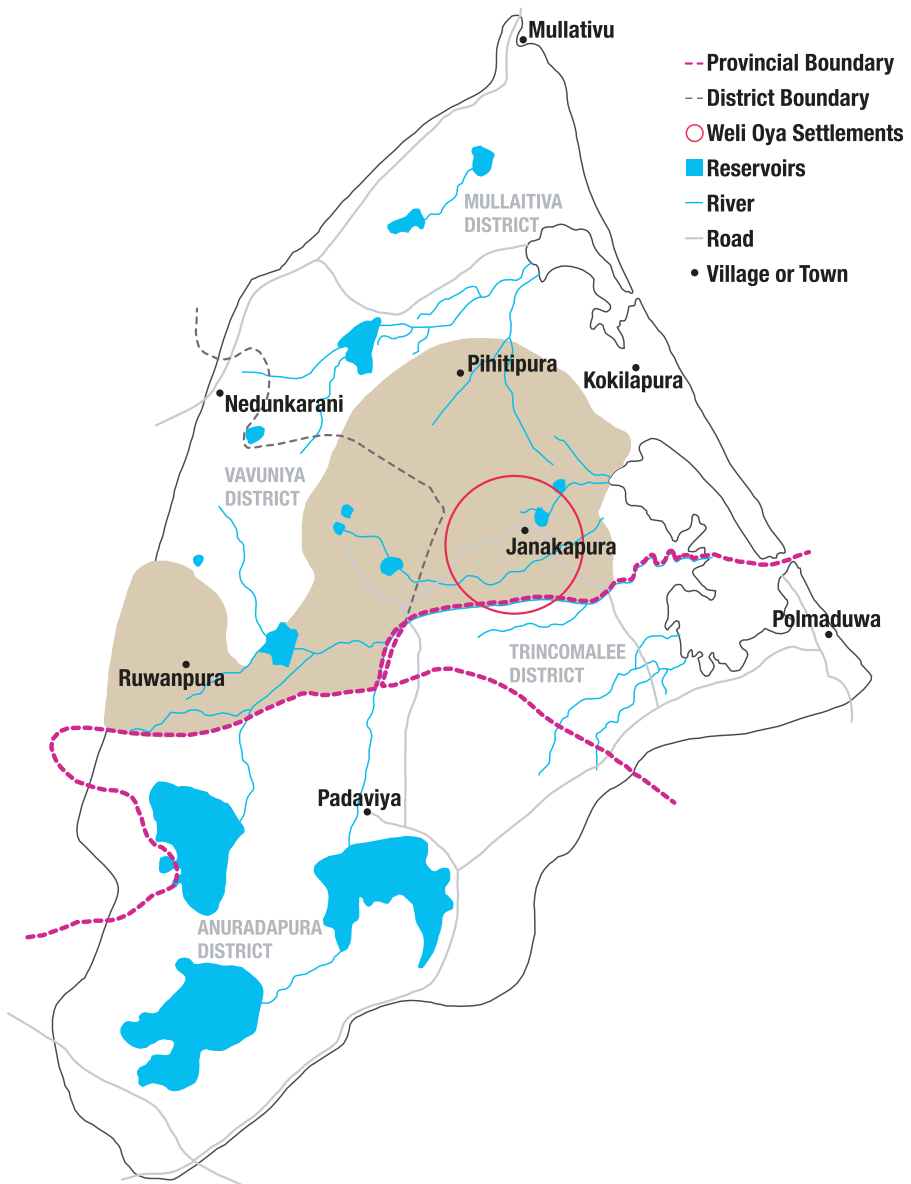 Mullativu
Provincial Boundary
District Boundary
Weli Oya Settlements
Reservoirs
River
Road
Village or Town
MULLAITIVA
DISTRICT
Pihitipura
Kokilapura
Nedunkarani
VAVUNIYA
DISTRICT
Janakapura
Polmaduwa
TRINCOMALEE
DISTRICT
Ruwanpura
Padaviya
ANURADAPURA
DISTRICT